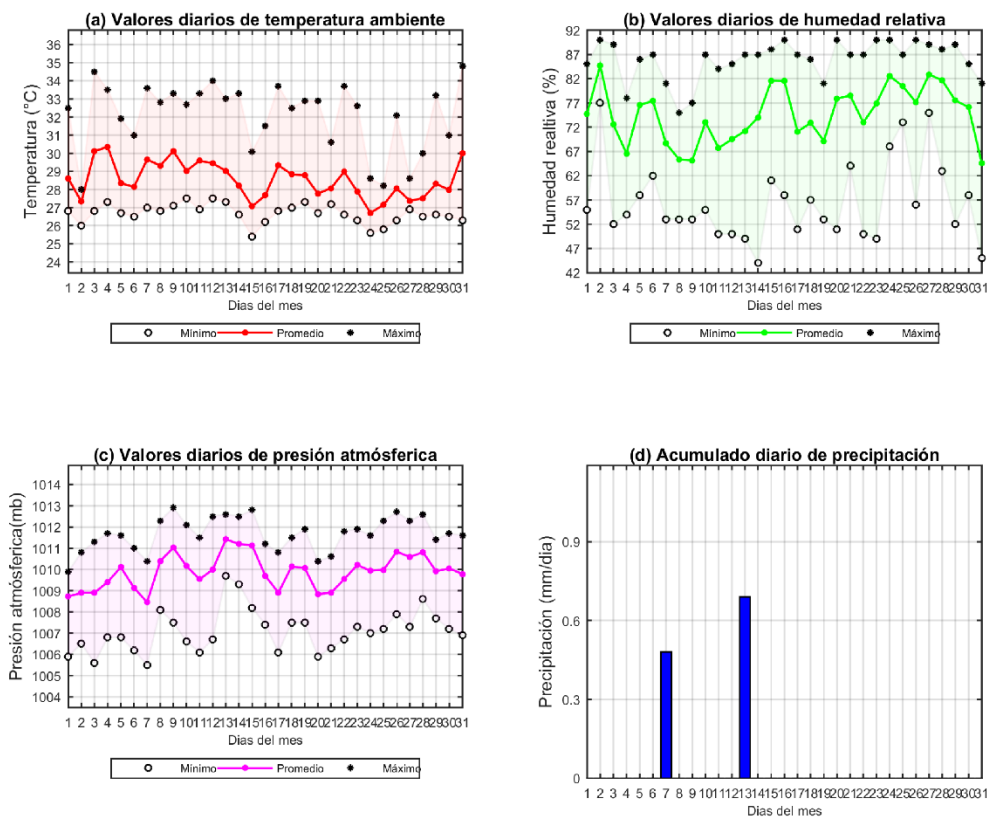 (a) Valores diarios de temperatura ambiente
36
35
34
33
32
31
30
29
28
27
26
25
24
Temperatura (°C)
1 2 3 4 5 6 7 8 9 10 11 12 13 14 15 16 17 18 19 20 21 22 23 24 25 26 27 28 29 30 31
Dias del mes
Minimo Promedio Máximo
(b) Valores diarios de humedad relativa
92
87
82
77
72
67
62
57
52
47
42
Humedad realtiva (%)
1 2 3 4 5 6 7 8 9 10 11 12 13 14 15 16 17 18 19 20 21 22 23 24 25 26 27 28 29 30 31
Dias del mes
Minimo Promedio Máximo
(c) Valores diarios de presión atmósferica
1014
1013
1012
1011
1010
1009
1008
1007
1006
1005
1004
Presión atmósferica(mb)
1 2 3 4 5 6 7 8 9 10 11 12 13 14 15 16 17 18 19 20 21 22 23 24 25 26 27 28 29 30 31
Dias del mes
Minimo Promedio Máximo
(d) Acumulado diario de precipitación
0.9
0.6
0.3
0
Precipitación (mm/dia)
1 2 3 4 5 6 7 8 9 10 11 12 13 14 15 16 17 18 19 20 21 22 23 24 25 26 27 28 29 30 31
Dias del mes